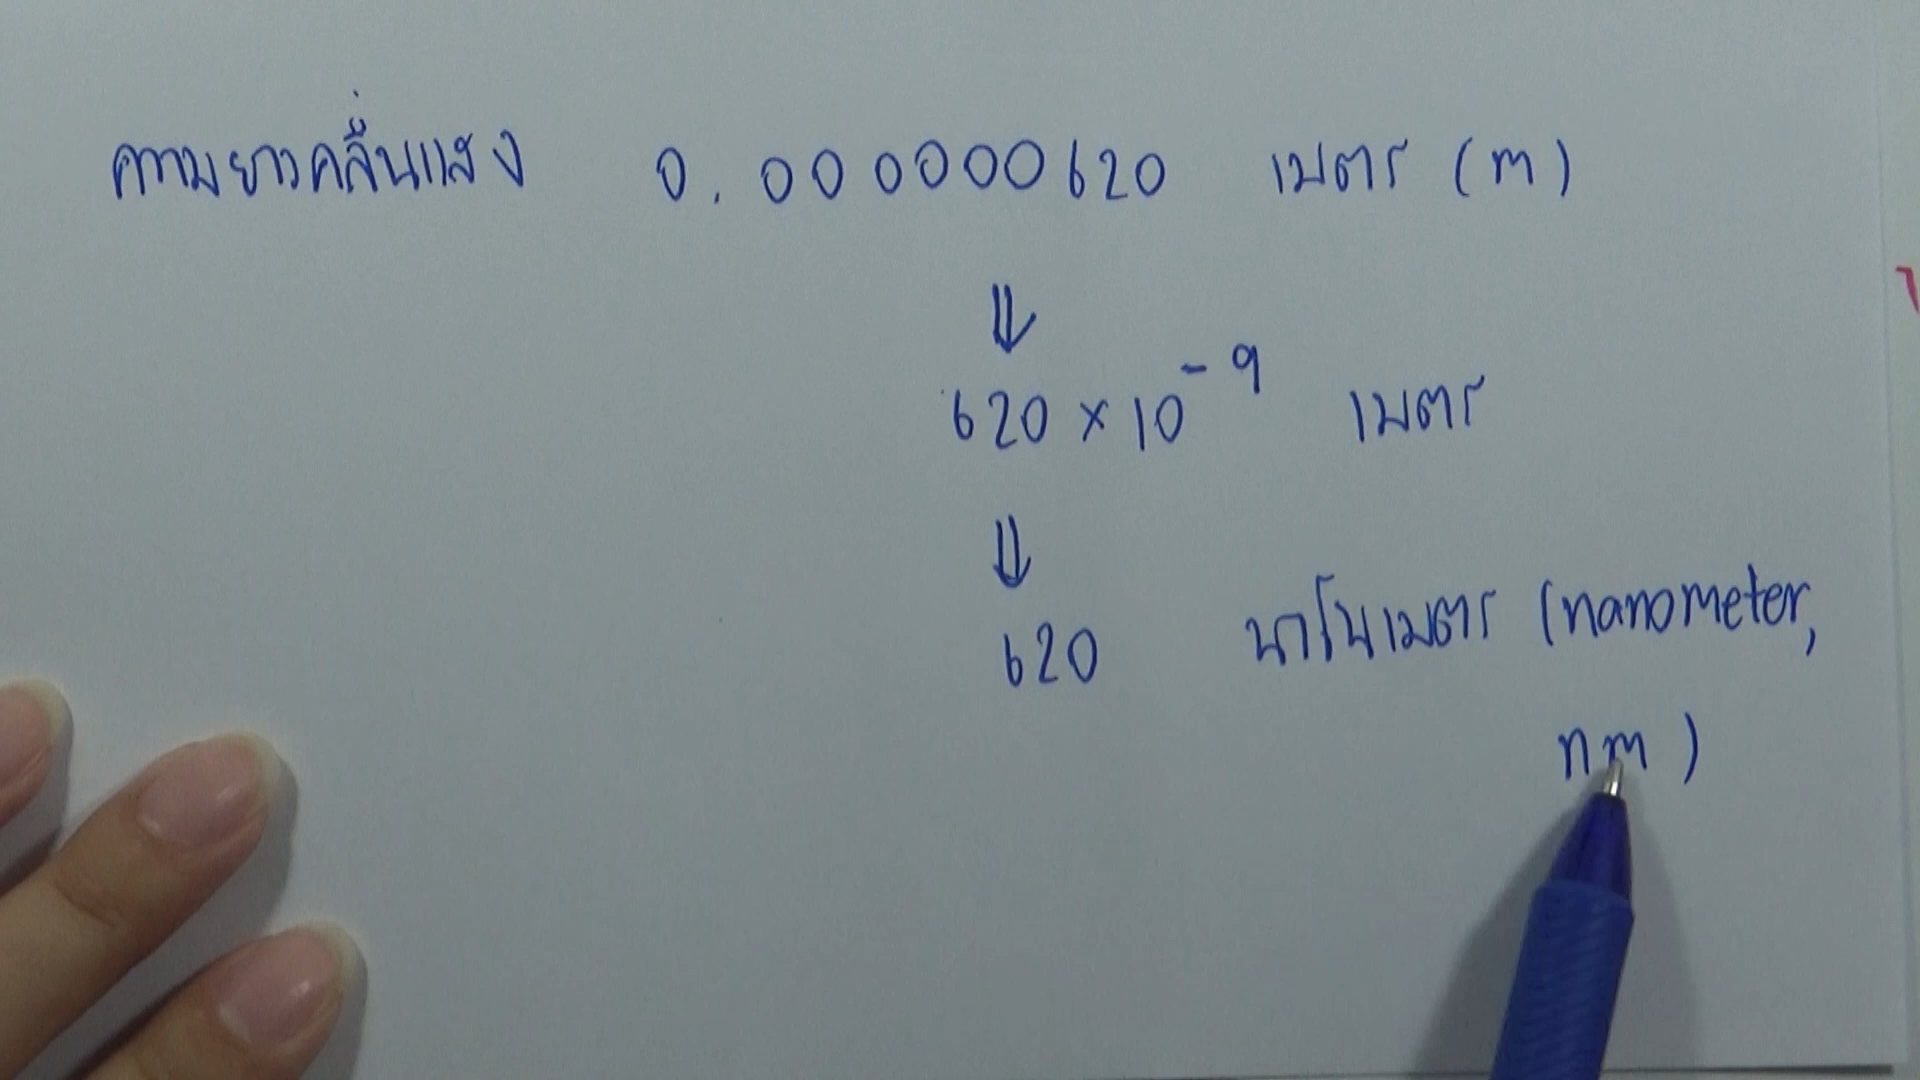 ความยาวคลื่นแสง 0.000000620 เมตร (m)
⇓
620 × 10⁻⁹ เมตร
⇓
620 นาโนเมตร (nanometer,
nm)